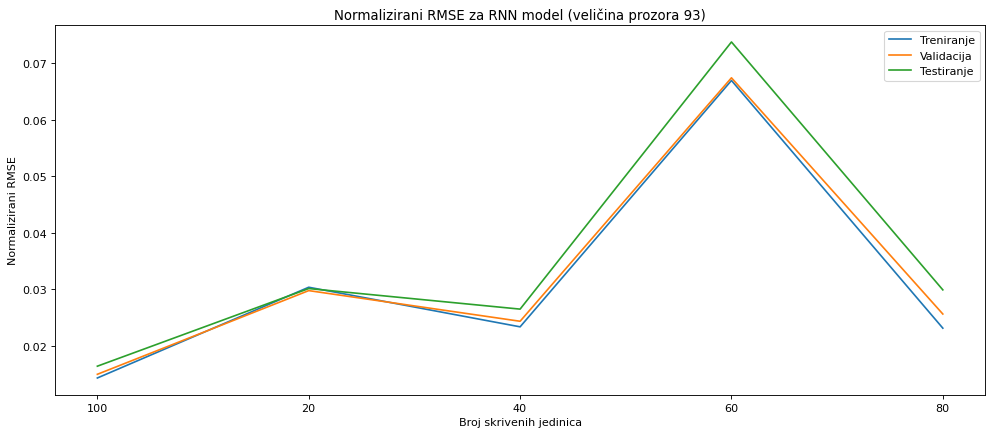 Normalizirani RMSE za RNN model (veličina prozora 93)
Treniranje
Validacija
Testiranje
Normalizirani RMSE
0.07
0.06
0.05
0.04
0.03
0.02
100 20 40 60 80
Broj skrivenih jedinica